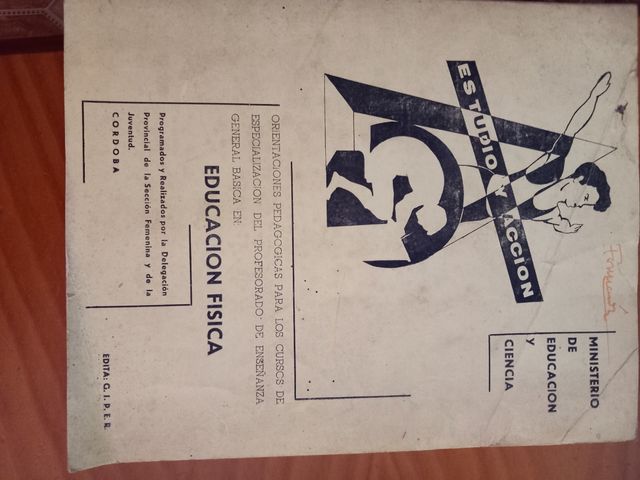 MINISTERIO
DE
EDUCACION
Y
CIENCIA
ESTUDIO Y ACCION
ORIENTACIONES PEDAGOGICAS PARA LOS CURSOS DE
ESPECIALIZACION DEL PROFESORADO DE ENSEÑANZA
GENERAL BASICA EN:
EDUCACION FISICA
Programados y Realizados por la Delegación
Provincial de la Sección Femenina y de la
Juventud.
CORDOBA
EDITA: G. I. P. E. R.